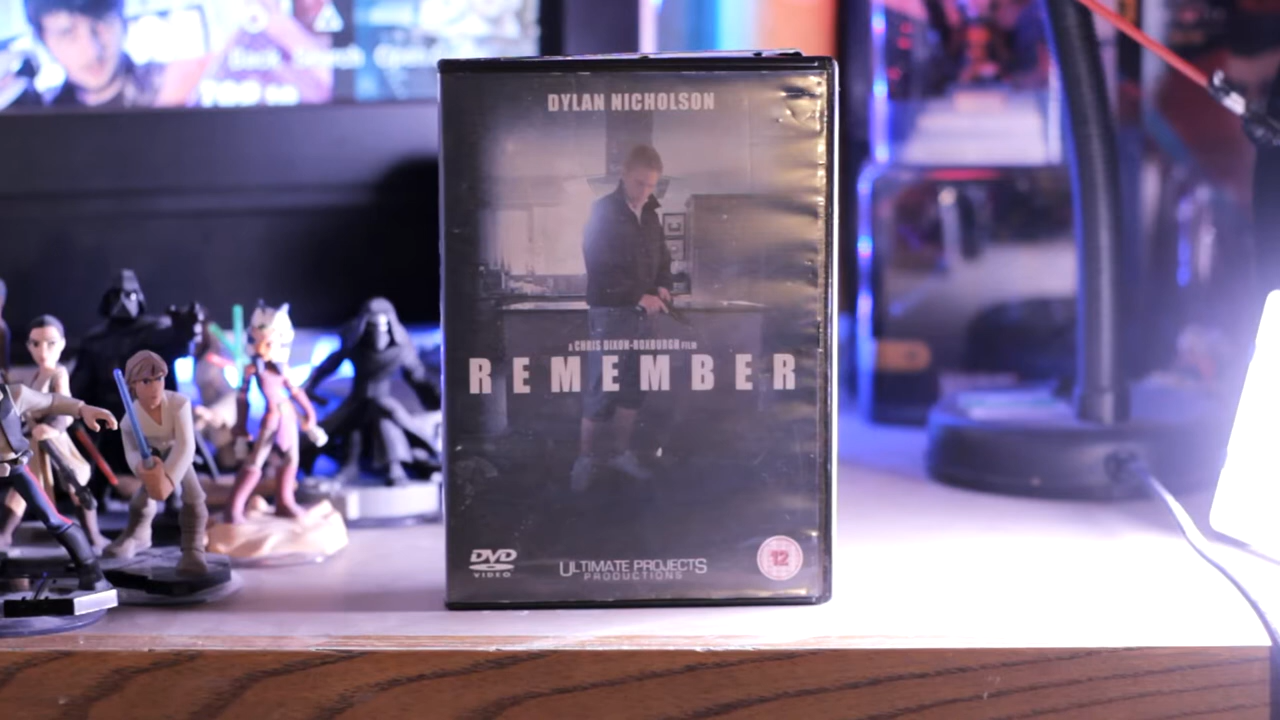 DYLAN NICHOLSON
A CHRIS DIXON-ROXBURGH FILM
REMEMBER
DVD
VIDEO
ULTIMATE PROJECTS
PRODUCTIONS
12